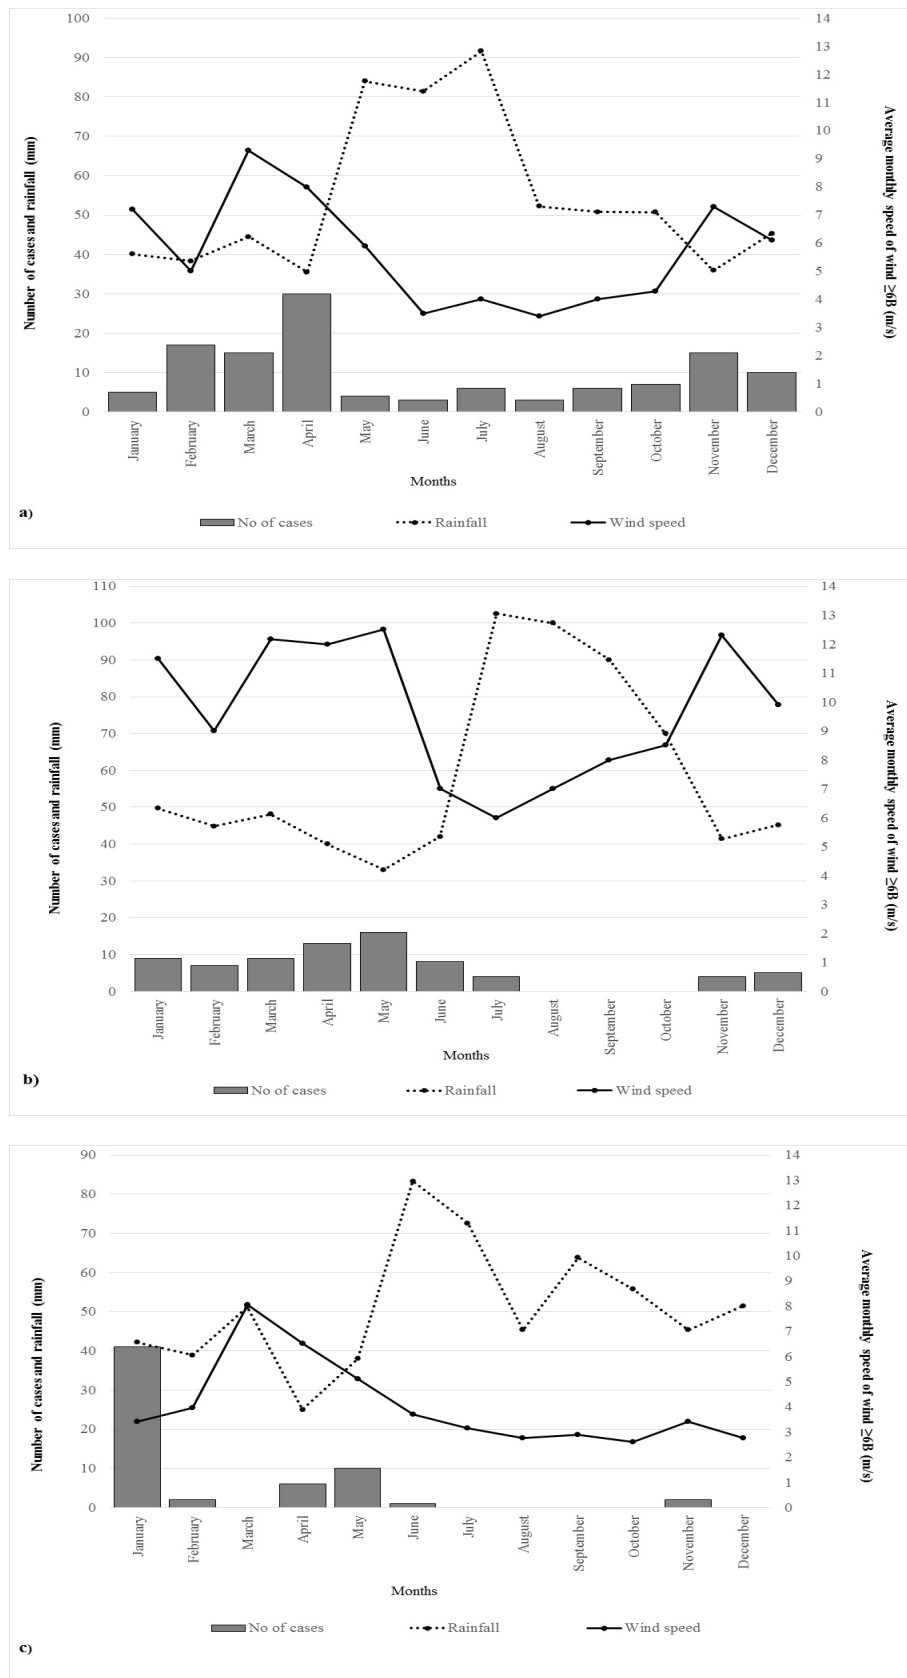 100
90
80
70
60
50
40
30
20
10
0
Number of cases and rainfall (mm)
14
13
12
11
10
9
8
7
6
5
4
3
2
1
0
Average monthly speed of wind ≥6B (m/s)
January
February
March
April
May
June
July
August
September
October
November
December
Months
a)
No of cases
Rainfall
Wind speed
110
100
90
80
70
60
50
40
30
20
10
0
Number of cases and rainfall (mm)
14
13
12
11
10
9
8
7
6
5
4
3
2
1
0
Average monthly speed of wind ≥6B (m/s)
January
February
March
April
May
June
July
August
September
October
November
December
Months
b)
No of cases
Rainfall
Wind speed
90
80
70
60
50
40
30
20
10
0
Number of cases and rainfall (mm)
14
13
12
11
10
9
8
7
6
5
4
3
2
1
0
Average monthly speed of wind ≥6B (m/s)
January
February
March
April
May
June
July
August
September
October
November
December
Months
No of cases
Rainfall
Wind speed
c)